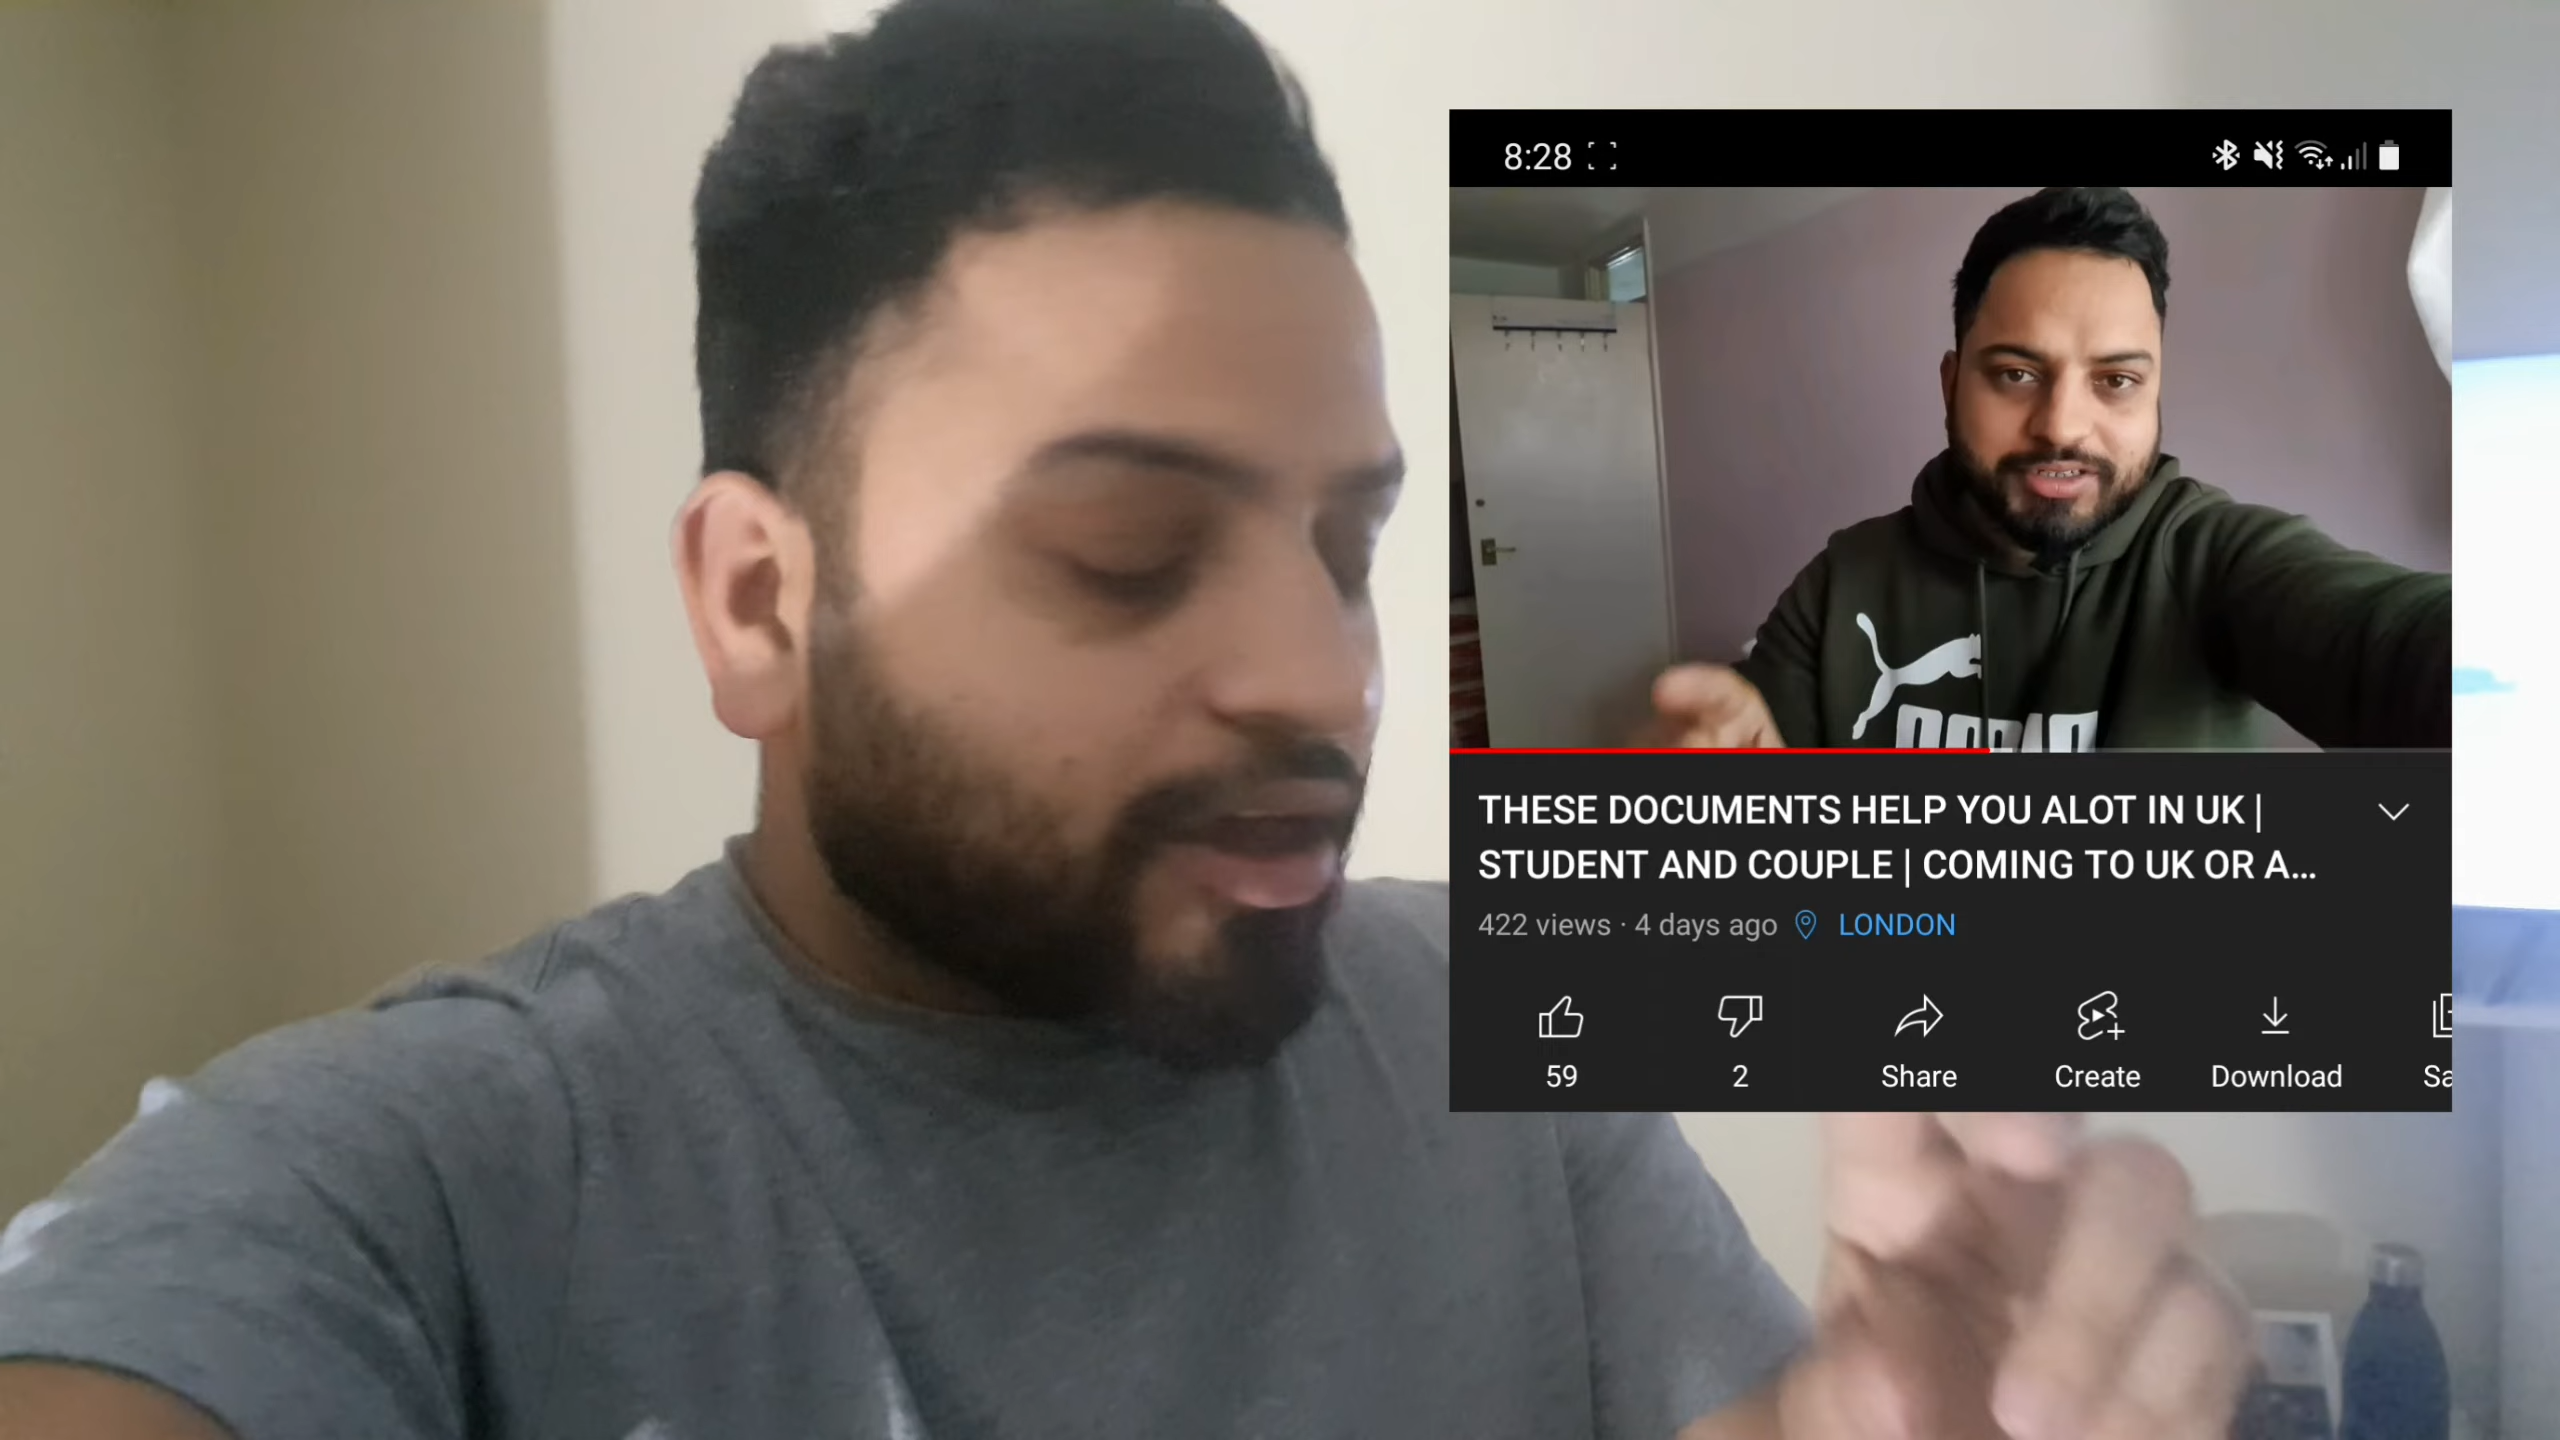 8:28
THESE DOCUMENTS HELP YOU ALOT IN UK |
STUDENT AND COUPLE | COMING TO UK OR A...
422 views · 4 days ago LONDON
59 2 Share Create Download Sa